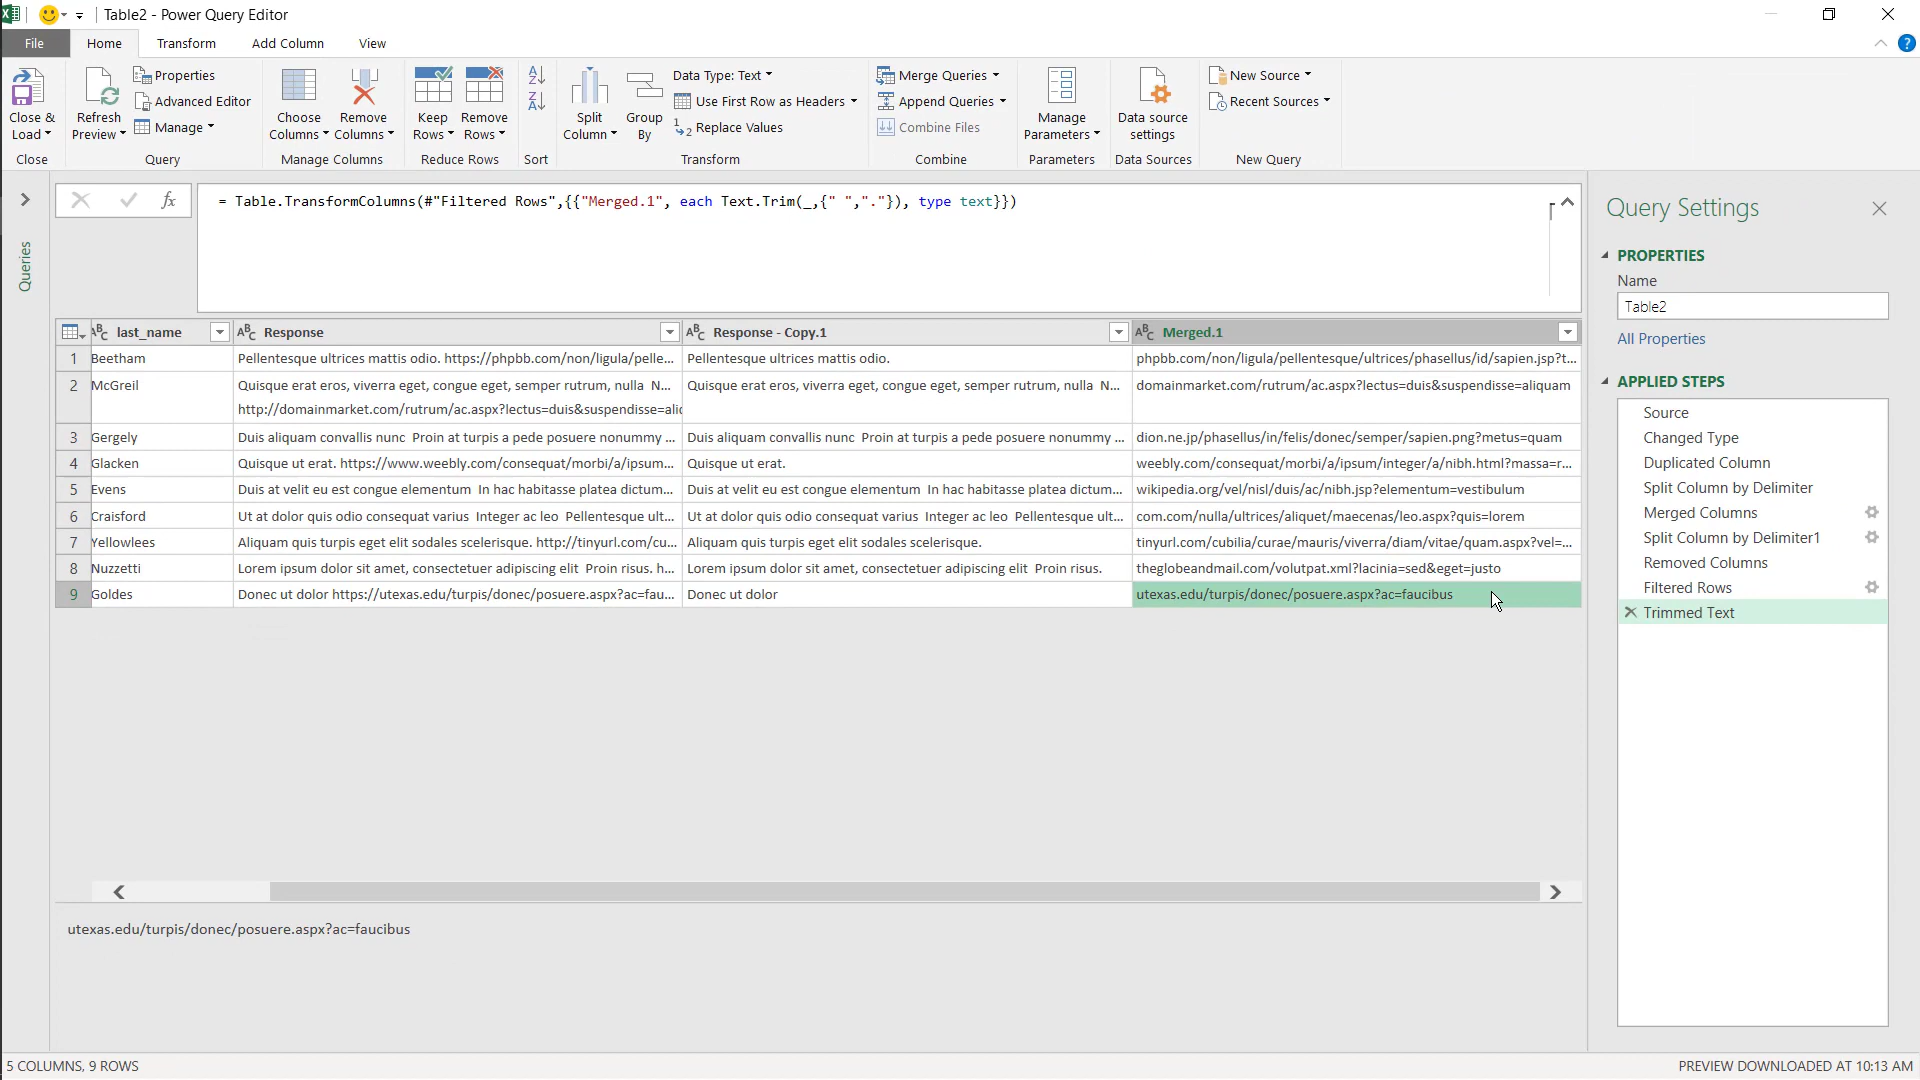 Table2 - Power Query Editor
File Home Transform Add Column View
Close & Load
Refresh Preview
Properties
Advanced Editor
Manage
Choose Columns
Remove Columns
Keep Rows
Remove Rows
Split Column
Group By
Data Type: Text
Use First Row as Headers
Replace Values
Merge Queries
Append Queries
Combine Files
Manage Parameters
Data source settings
New Source
Recent Sources
Close Query Manage Columns Reduce Rows Sort Transform Combine Parameters Data Sources New Query
Queries
fx
= Table.TransformColumns(#"Filtered Rows",{{"Merged.1", each Text.Trim(_,{" ","."}), type text}})
last_name Response Response - Copy.1 Merged.1
1 Beetham Pellentesque ultrices mattis odio. https://phpbb.com/non/ligula/pelle... Pellentesque ultrices mattis odio. phpbb.com/non/ligula/pellentesque/ultrices/phasellus/id/sapien.jsp?t...
2 McGreil Quisque erat eros, viverra eget, congue eget, semper rutrum, nulla N... Quisque erat eros, viverra eget, congue eget, semper rutrum, nulla N... domainmarket.com/rutrum/ac.aspx?lectus=duis&suspendisse=aliquam
http://domainmarket.com/rutrum/ac.aspx?lectus=duis&suspendisse=alic
3 Gergely Duis aliquam convallis nunc Proin at turpis a pede posuere nonummy ... Duis aliquam convallis nunc Proin at turpis a pede posuere nonummy ... dion.ne.jp/phasellus/in/felis/donec/semper/sapien.png?metus=quam
4 Glacken Quisque ut erat. https://www.weebly.com/consequat/morbi/a/ipsum... Quisque ut erat. weebly.com/consequat/morbi/a/ipsum/integer/a/nibh.html?massa=r...
5 Evens Duis at velit eu est congue elementum In hac habitasse platea dictum... Duis at velit eu est congue elementum In hac habitasse platea dictum... wikipedia.org/vel/nisl/duis/ac/nibh.jsp?elementum=vestibulum
6 Craisford Ut at dolor quis odio consequat varius Integer ac leo Pellentesque ult... Ut at dolor quis odio consequat varius Integer ac leo Pellentesque ult... com.com/nulla/ultrices/aliquet/maecenas/leo.aspx?quis=lorem
7 Yellowlees Aliquam quis turpis eget elit sodales scelerisque. http://tinyurl.com/cu... Aliquam quis turpis eget elit sodales scelerisque. tinyurl.com/cubilia/curae/mauris/viverra/diam/vitae/quam.aspx?vel=...
8 Nuzzetti Lorem ipsum dolor sit amet, consectetuer adipiscing elit Proin risus. h... Lorem ipsum dolor sit amet, consectetuer adipiscing elit Proin risus. theglobeandmail.com/volutpat.xml?lacinia=sed&eget=justo
9 Goldes Donec ut dolor https://utexas.edu/turpis/donec/posuere.aspx?ac=fau... Donec ut dolor utexas.edu/turpis/donec/posuere.aspx?ac=faucibus
utexas.edu/turpis/donec/posuere.aspx?ac=faucibus
Query Settings
PROPERTIES
Name
Table2
All Properties
APPLIED STEPS
Source
Changed Type
Duplicated Column
Split Column by Delimiter
Merged Columns
Split Column by Delimiter1
Removed Columns
Filtered Rows
Trimmed Text
5 COLUMNS, 9 ROWS
PREVIEW DOWNLOADED AT 10:13 AM